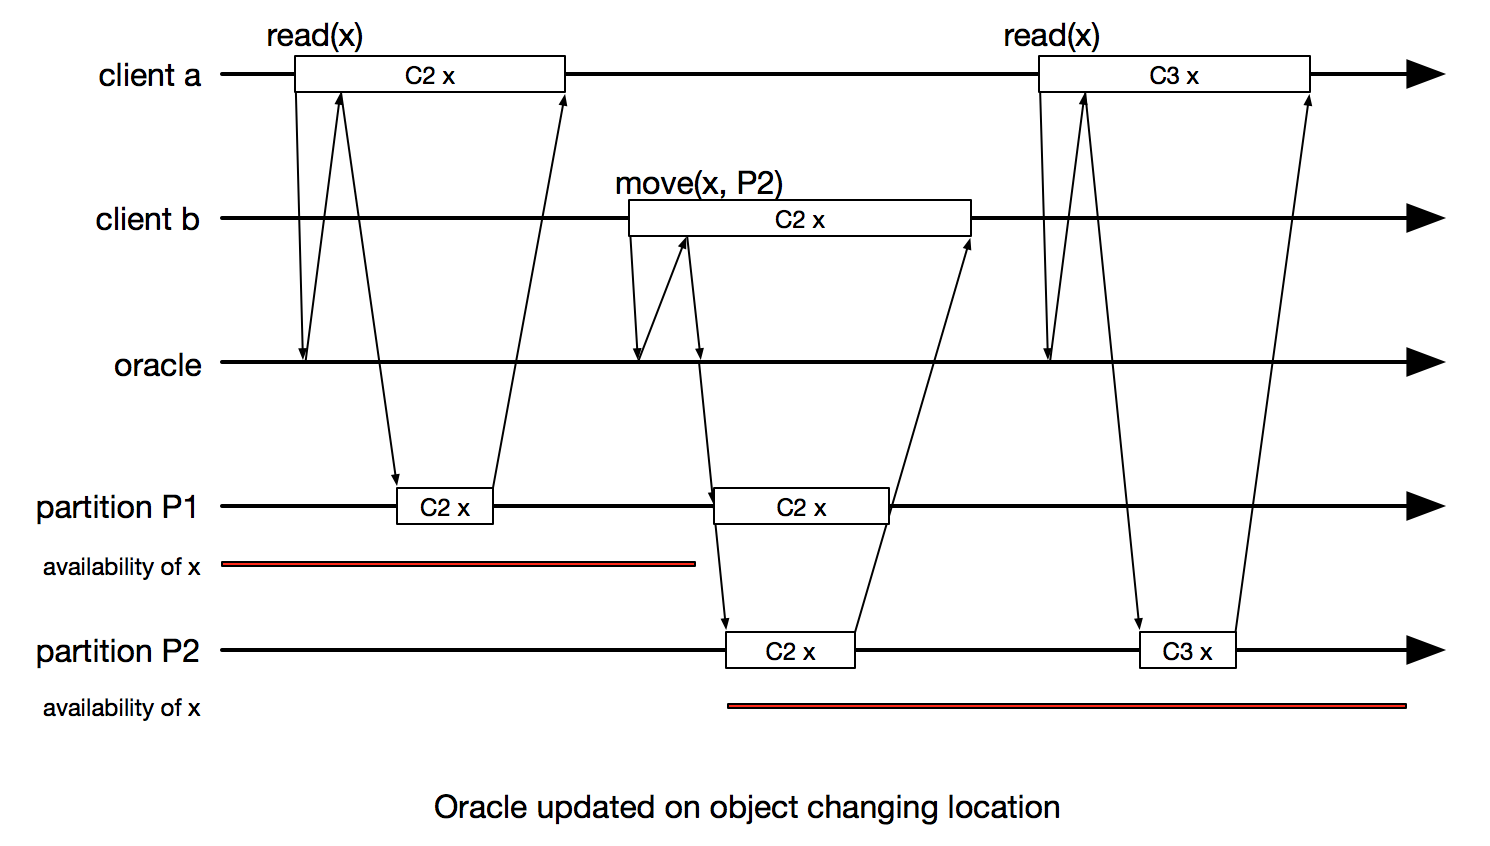 read(x)
read(x)
client a
C2 x
C3 x
move(x, P2)
client b
C2 x
oracle
partition P1
C2 x
C2 x
availability of x
partition P2
C2 x
C3 x
availability of x
Oracle updated on object changing location